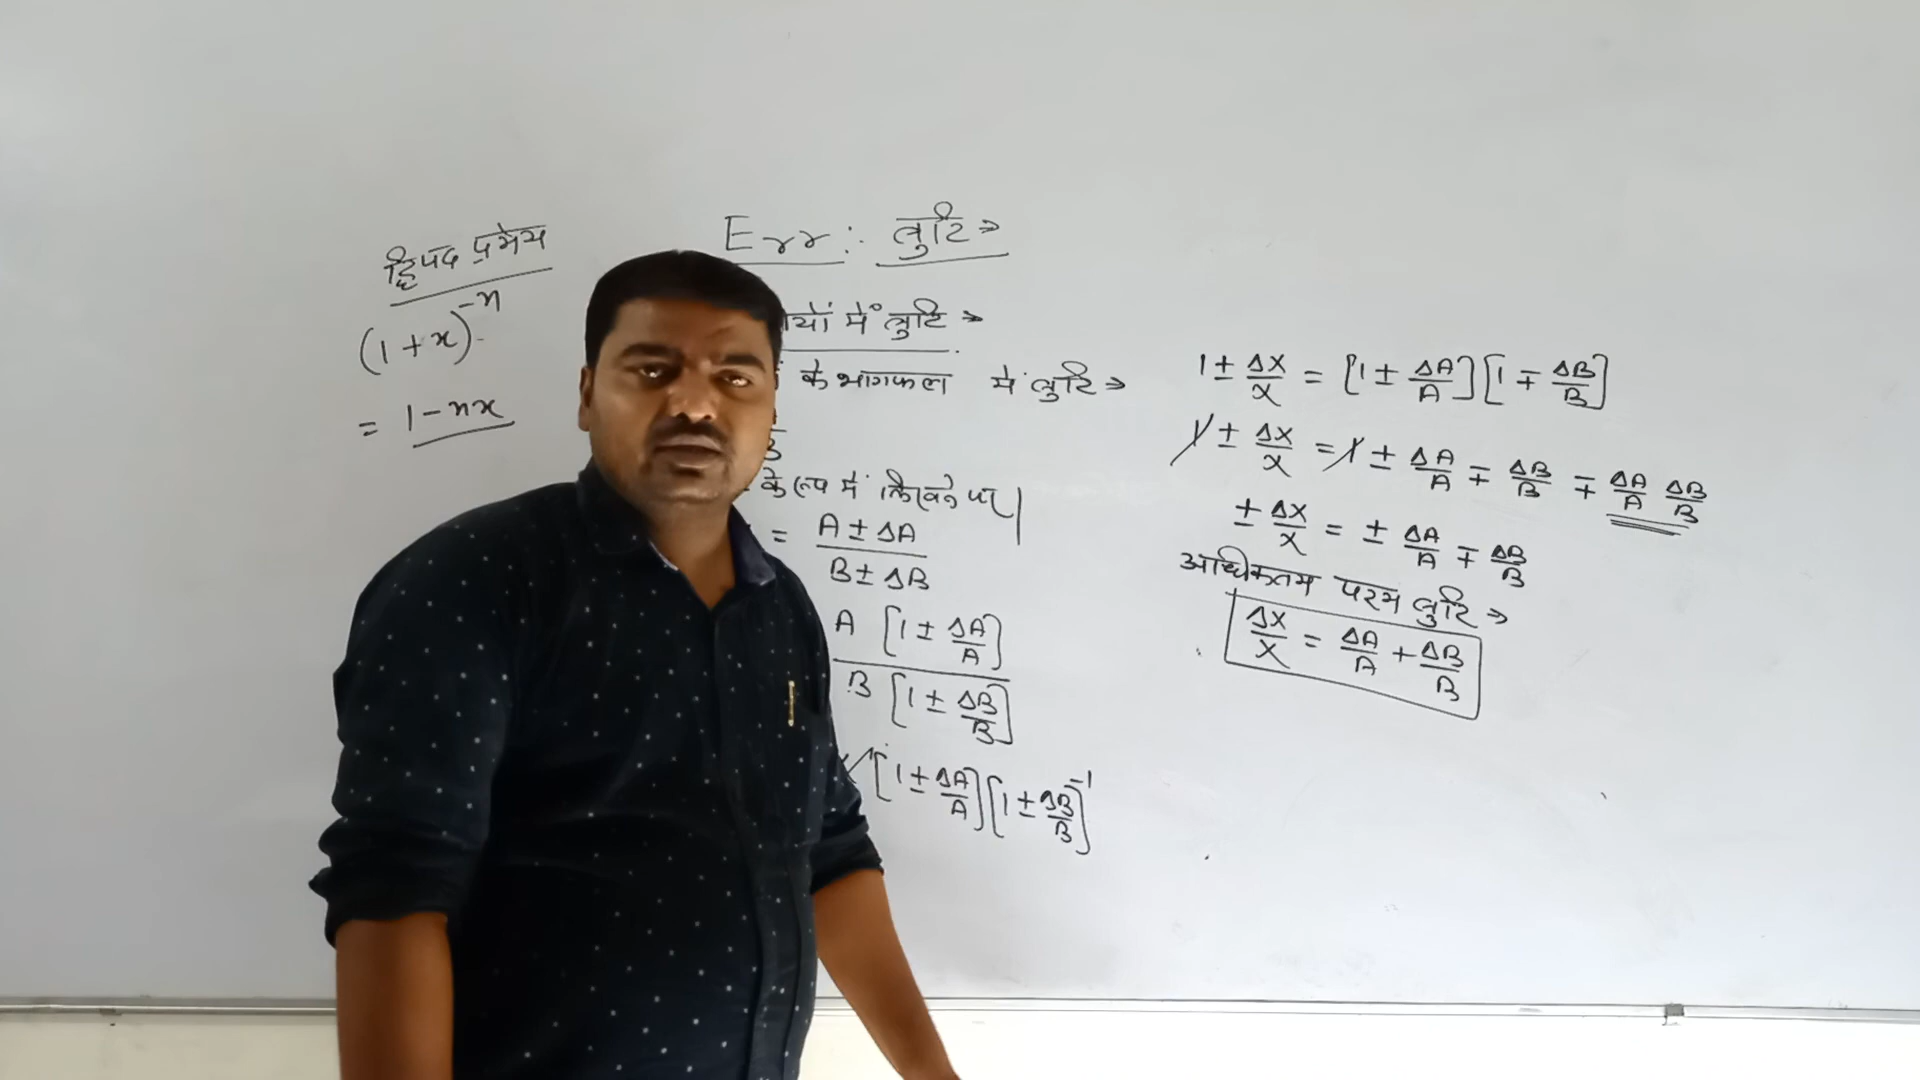 द्विपद प्रमेय
(1+x)^-n
= 1-nx
Err: त्रुटि ⇒
में त्रुटि ⇒
के भागफल में त्रुटि ⇒
के रूप में लिखने पर |
= A ± ΔA / B ± ΔB
A [1 ± ΔA/A] / B [1 ± ΔB/B]
[1 ± ΔA/A][1 ± ΔB/B]^-1
1 ± ΔX/X = [1 ± ΔA/A][1 ∓ ΔB/B]
1 ± ΔX/X = 1 ± ΔA/A ∓ ΔB/B ∓ ΔA/A ΔB/B
± ΔX/X = ± ΔA/A ∓ ΔB/B
अधिकतम परम त्रुटि ⇒
ΔX/X = ΔA/A + ΔB/B